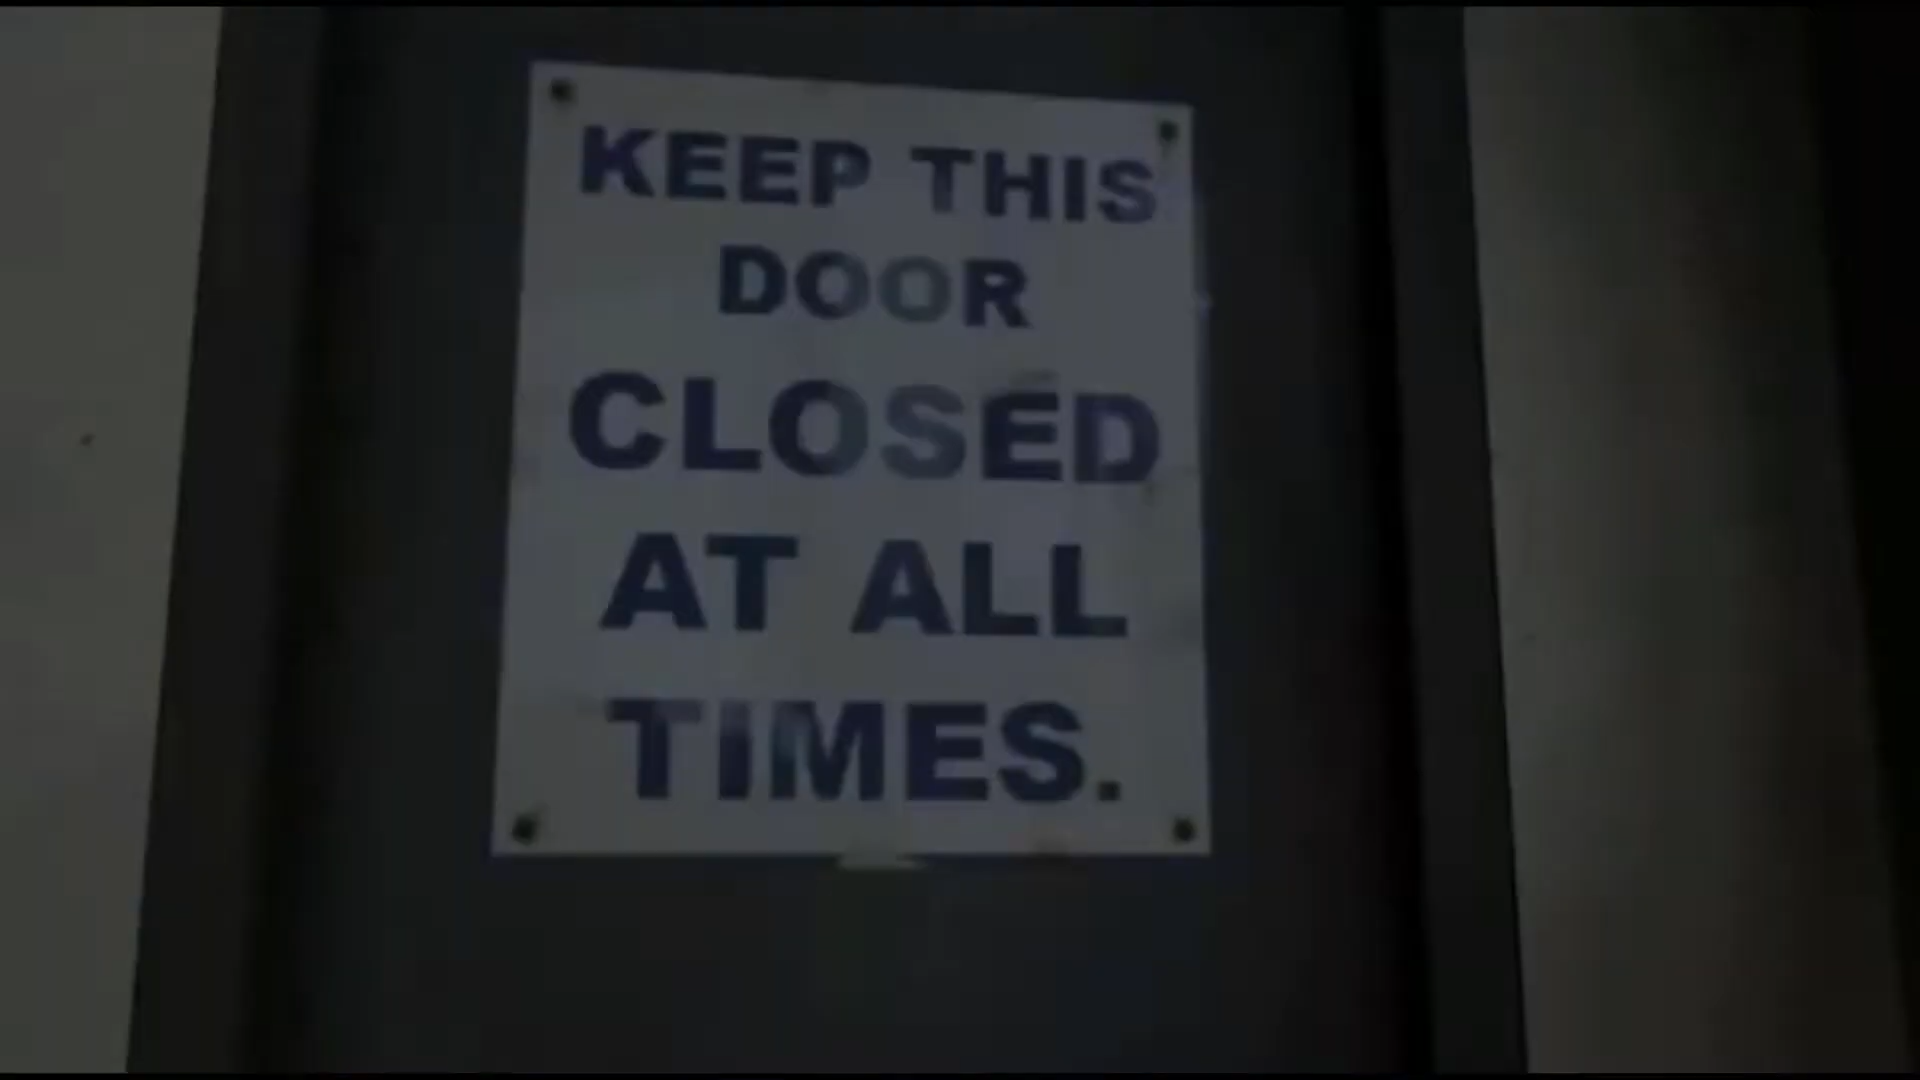 KEEP THIS
DOOR
CLOSED
AT ALL
TIMES.